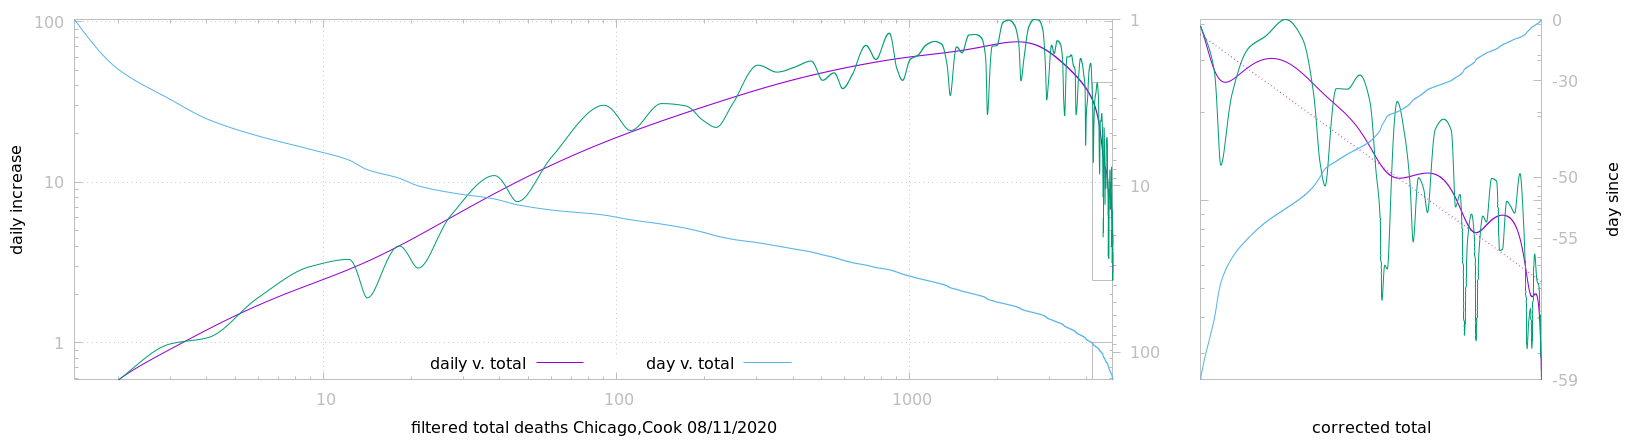 daily increase
100
10
1
10
100
1000
1
10
100
daily v. total
day v. total
filtered total deaths Chicago,Cook 08/11/2020
0
-30
-50
-55
-59
day since
corrected total